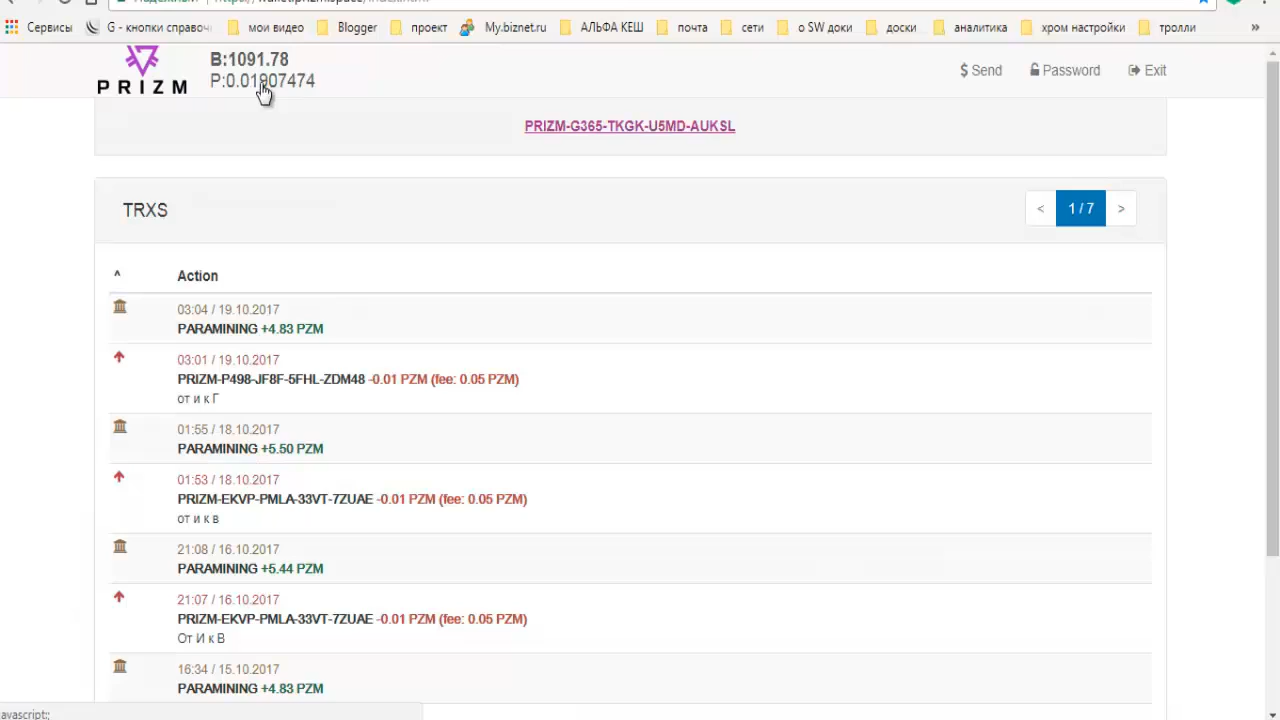 Сервисы G - кнопки справочн мои видео Blogger проект My.biznet.ru АЛЬФА КЕШ почта сети о SW доки доски аналитика хром настройки тролли »
PRIZM
B:1091.78
P:0.01907474
$ Send Password Exit
PRIZM-G365-TKGK-U5MD-AUKSL
TRXS
< 1 / 7 >
^ Action
03:04 / 19.10.2017
PARAMINING +4.83 PZM
03:01 / 19.10.2017
PRIZM-P498-JF8F-5FHL-ZDM48 -0.01 PZM (fee: 0.05 PZM)
от и к Г
01:55 / 18.10.2017
PARAMINING +5.50 PZM
01:53 / 18.10.2017
PRIZM-EKVP-PMLA-33VT-7ZUAE -0.01 PZM (fee: 0.05 PZM)
от и к в
21:08 / 16.10.2017
PARAMINING +5.44 PZM
21:07 / 16.10.2017
PRIZM-EKVP-PMLA-33VT-7ZUAE -0.01 PZM (fee: 0.05 PZM)
От И к В
16:34 / 15.10.2017
PARAMINING +4.83 PZM
avascript:;